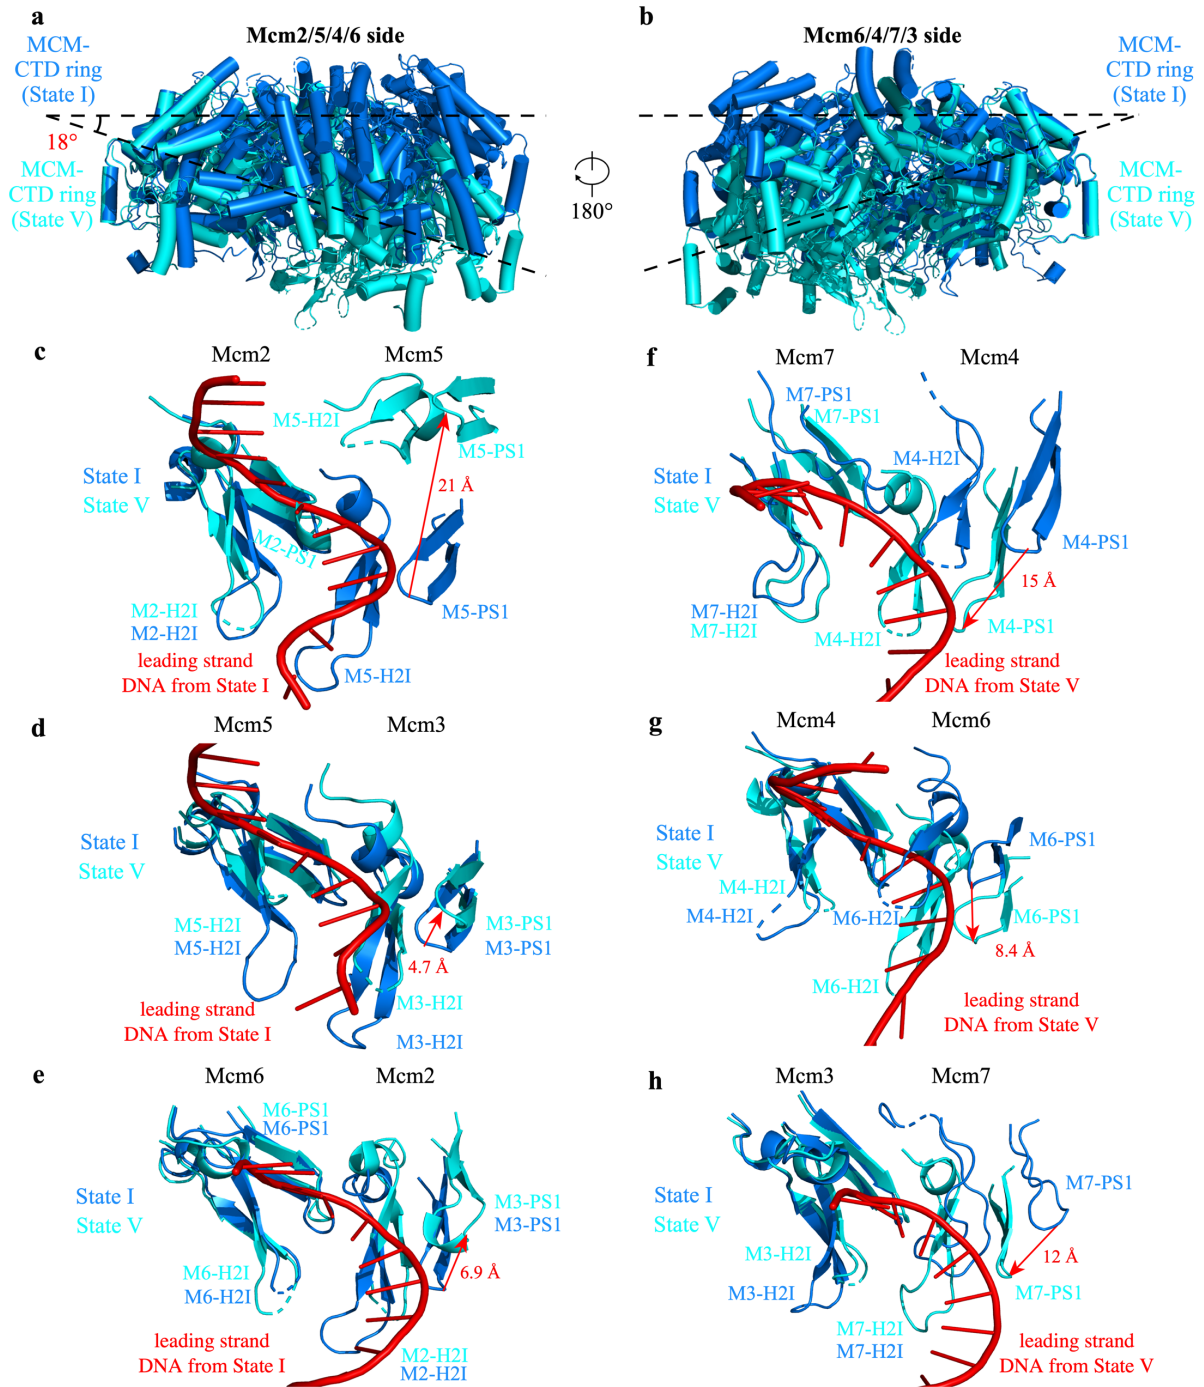 a
Mcm2/5/4/6 side
MCM-
CTD ring
(State I)
18°
MCM-
CTD ring
(State V)
180°
b
Mcm6/4/7/3 side
MCM-
CTD ring
(State I)
MCM-
CTD ring
(State V)
c
Mcm2
Mcm5
M5-H2I
M5-PS1
State I
State V
21 Å
M2-PS1
M2-H2I
M2-H2I
M5-PS1
leading strand
DNA from State I
M5-H2I
f
Mcm7
Mcm4
M7-PS1
M7-PS1
M4-H2I
State I
State V
M4-PS1
15 Å
M7-H2I
M7-H2I
M4-H2I
M4-PS1
leading strand
DNA from State V
d
Mcm5
Mcm3
State I
State V
M5-H2I
M5-H2I
M3-PS1
M3-PS1
4.7 Å
M3-H2I
leading strand
DNA from State I
M3-H2I
g
Mcm4
Mcm6
State I
State V
M6-PS1
M4-H2I
M4-H2I
M6-H2I
M6-PS1
8.4 Å
M6-H2I
leading strand
DNA from State V
e
Mcm6
Mcm2
M6-PS1
M6-PS1
State I
State V
M3-PS1
M3-PS1
M6-H2I
M6-H2I
6.9 Å
leading strand
DNA from State I
M2-H2I
M2-H2I
h
Mcm3
Mcm7
State I
State V
M7-PS1
M3-H2I
12 Å
M3-H2I
M7-PS1
M7-H2I
M7-H2I
leading strand
DNA from State V